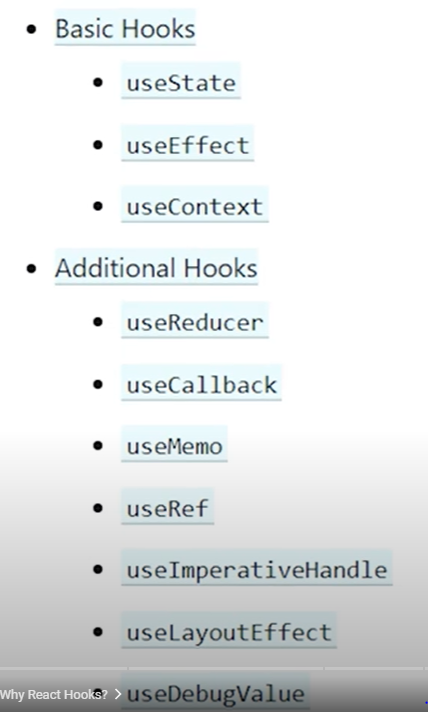 Basic Hooks
useState
useEffect
useContext
Additional Hooks
useReducer
useCallback
useMemo
useRef
useImperativeHandle
useLayoutEffect
Why React Hooks? >
useDebugValue